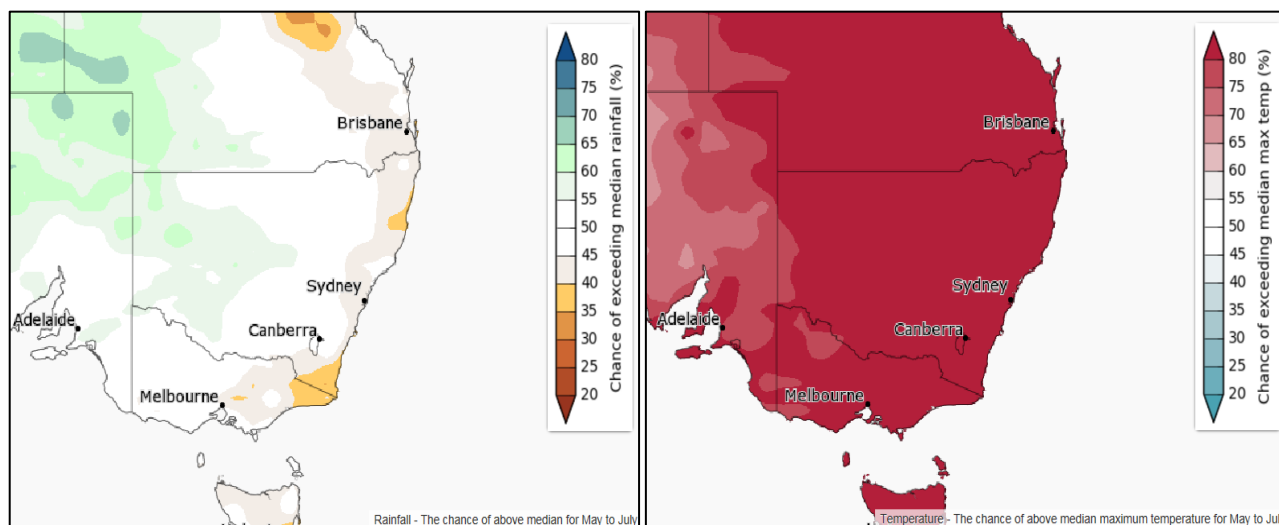 Brisbane
Sydney
Adelaide
Canberra
Melbourne
80
75
70
65
60
55
50
45
40
35
30
25
20
Chance of exceeding median rainfall (%)
Rainfall - The chance of above median for May to July
Brisbane
Sydney
Adelaide
Canberra
Melbourne
80
75
70
65
60
55
50
45
40
35
30
25
20
Chance of exceeding median max temp (%)
Temperature - The chance of above median maximum temperature for May to Jul